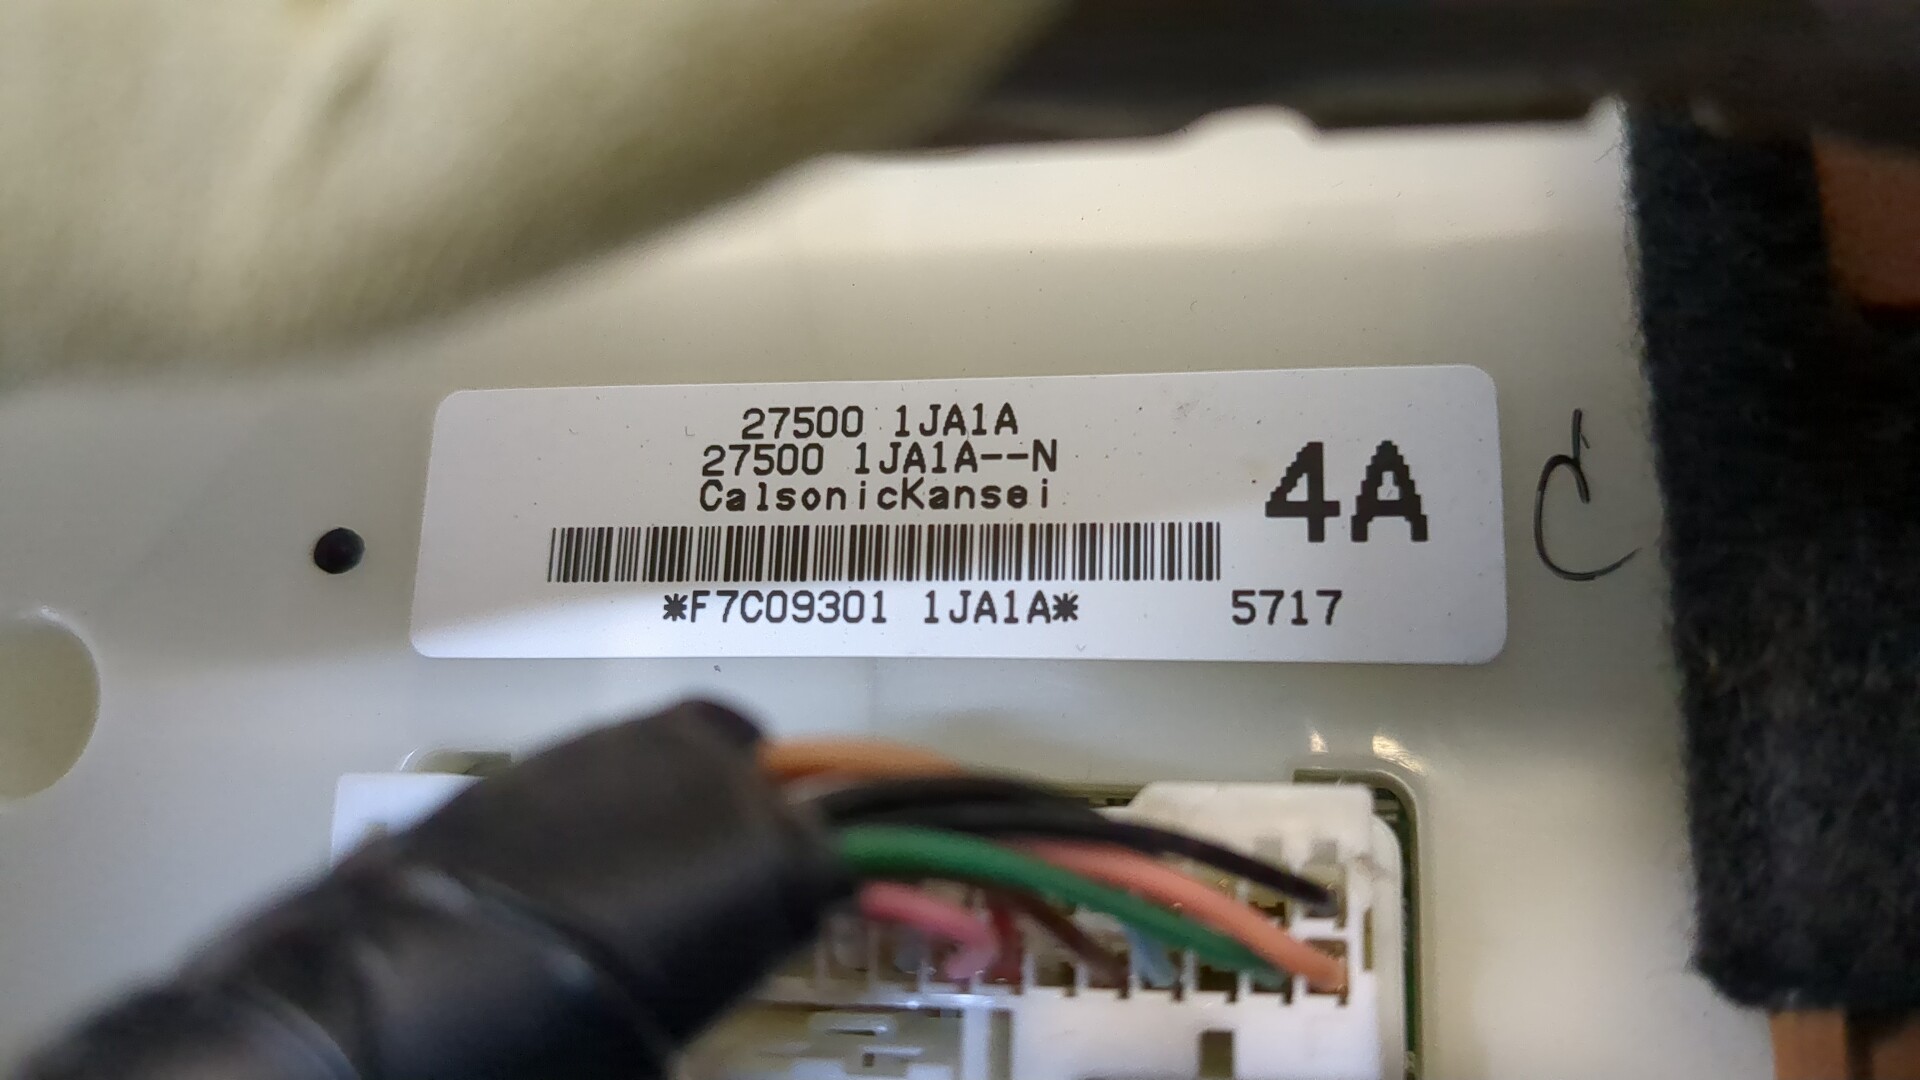 27500 1JA1A
27500 1JA1A--N
CalsonicKansei
4A
*F7C09301 1JA1A*
5717